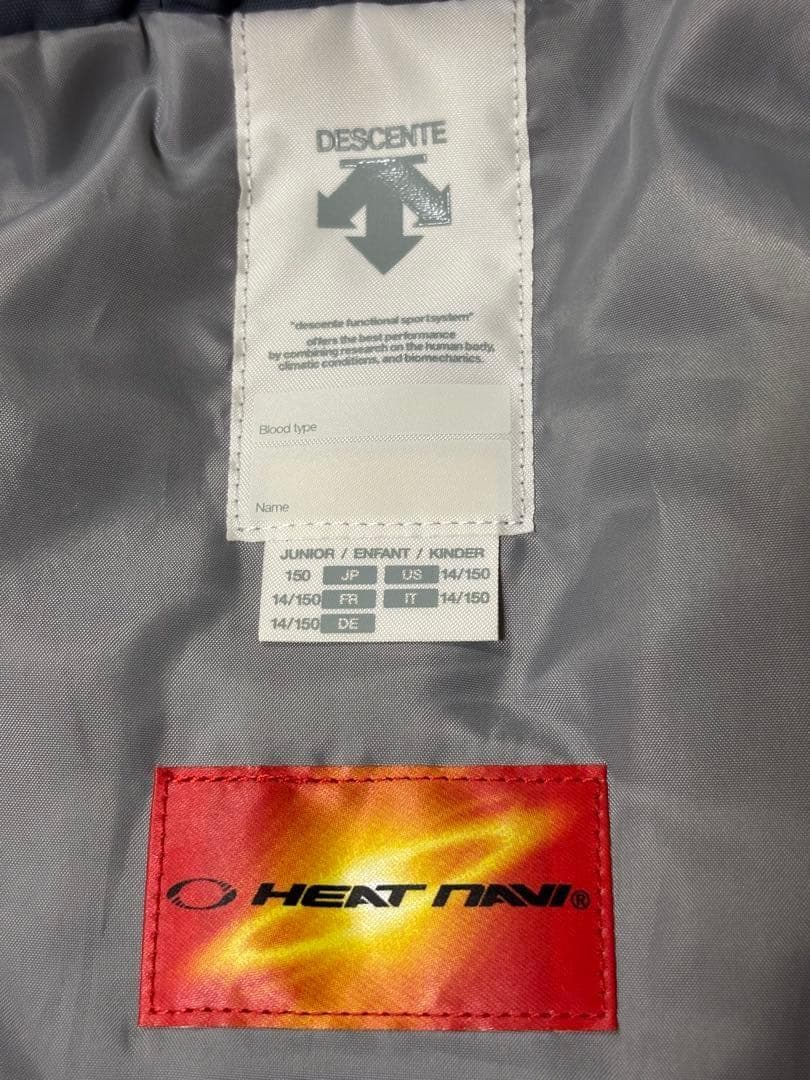 DESCENTE
"descente functional sportsystem"
offers the best performance
by combining research on the human body,
climatic conditions, and biomechanics.
Blood type
Name
JUNIOR / ENFANT / KINDER
150 JP US 14/150
14/150 FR IT 14/150
14/150 DE
HEAT NAVI®